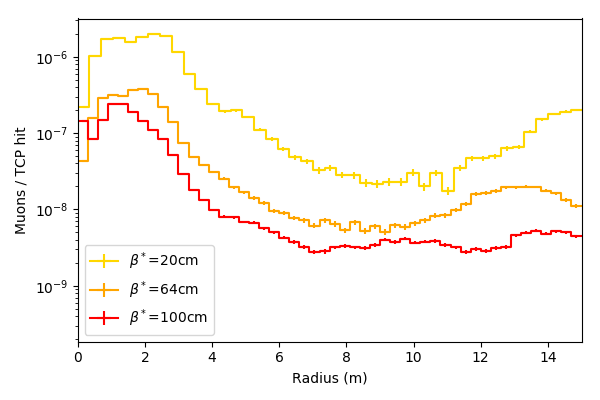 10⁻⁶
10⁻⁷
10⁻⁸
10⁻⁹
Muons / TCP hit
β*=20cm
β*=64cm
β*=100cm
0 2 4 6 8 10 12 14
Radius (m)